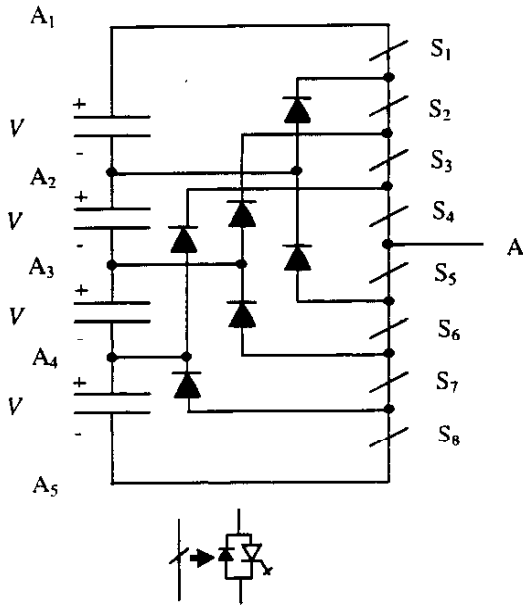 A1
S1
+
V
S2
-
A2
S3
+
V
S4
-
A
A3
S5
+
V
S6
-
A4
S7
+
V
S8
-
A5